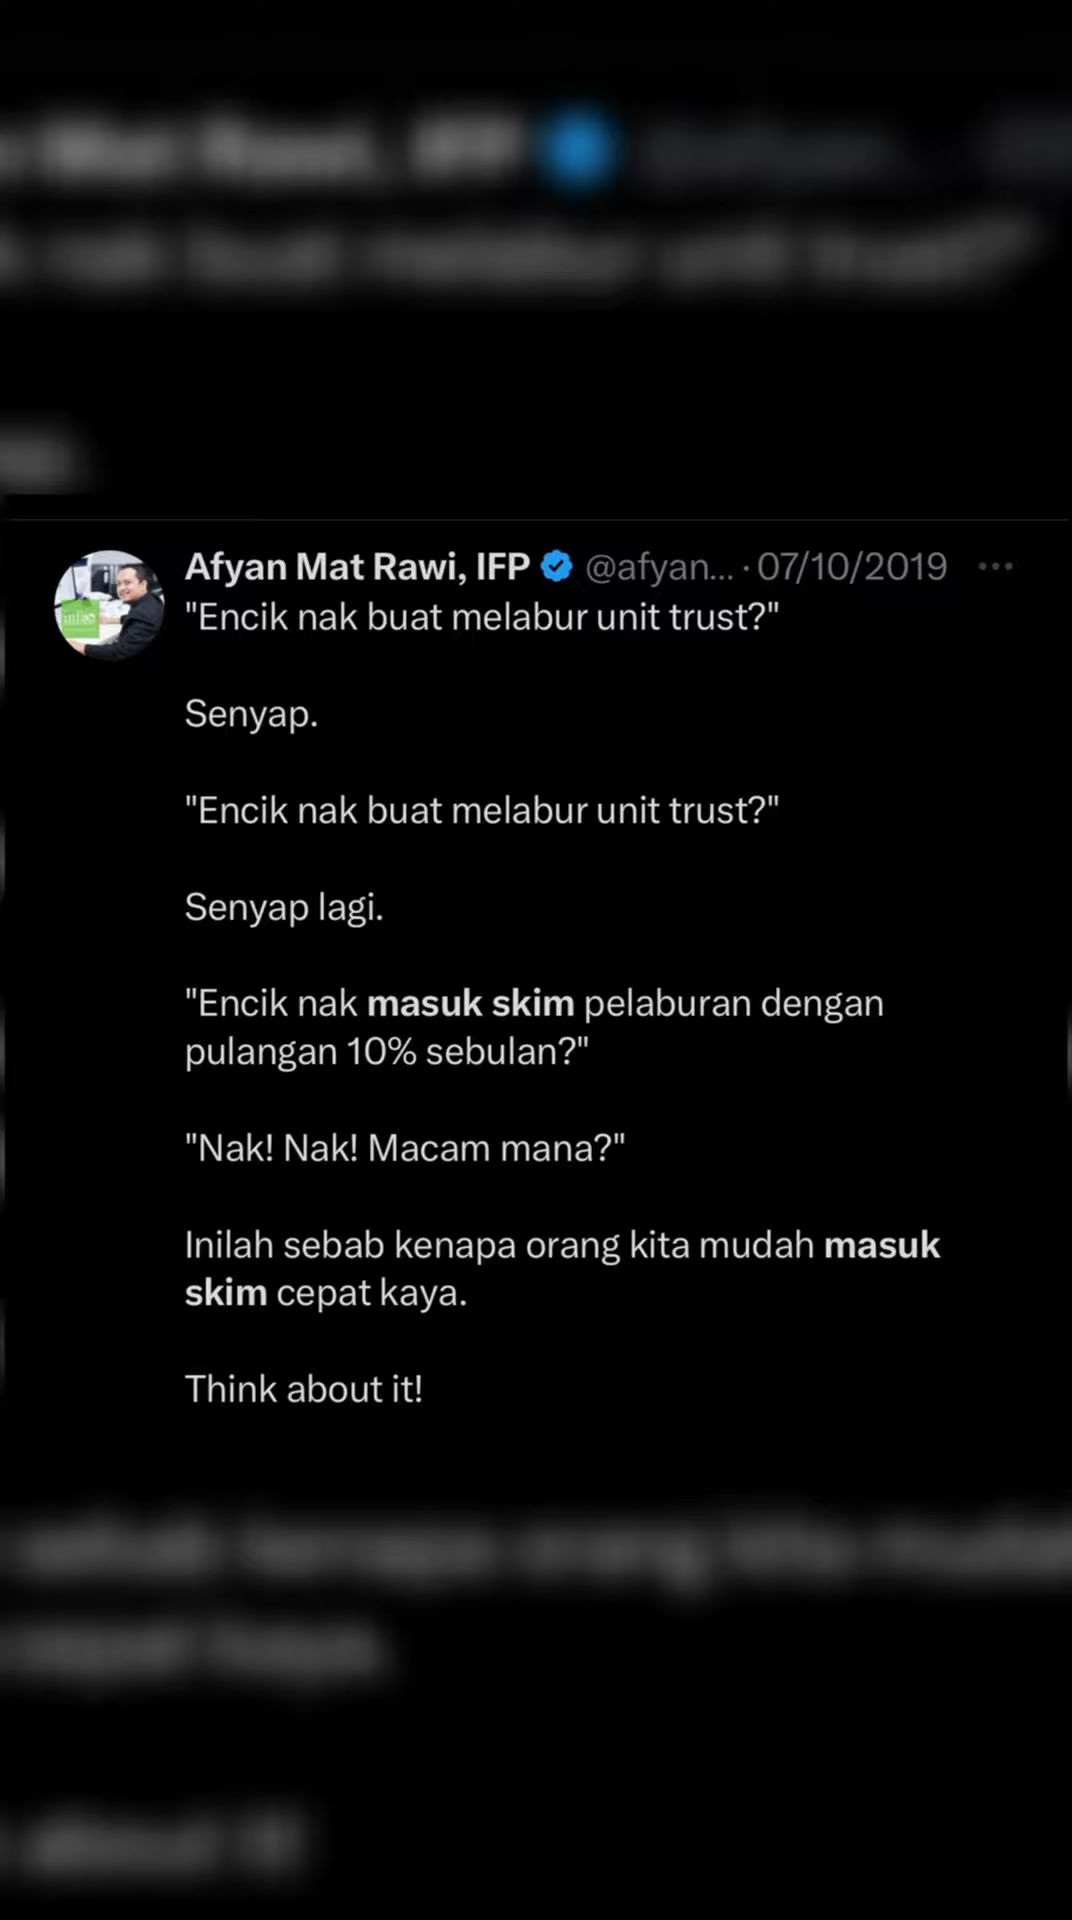 Afyan Mat Rawi, IFP @afyan... · 07/10/2019
"Encik nak buat melabur unit trust?"
Senyap.
"Encik nak buat melabur unit trust?"
Senyap lagi.
"Encik nak masuk skim pelaburan dengan
pulangan 10% sebulan?"
"Nak! Nak! Macam mana?"
Inilah sebab kenapa orang kita mudah masuk
skim cepat kaya.
Think about it!